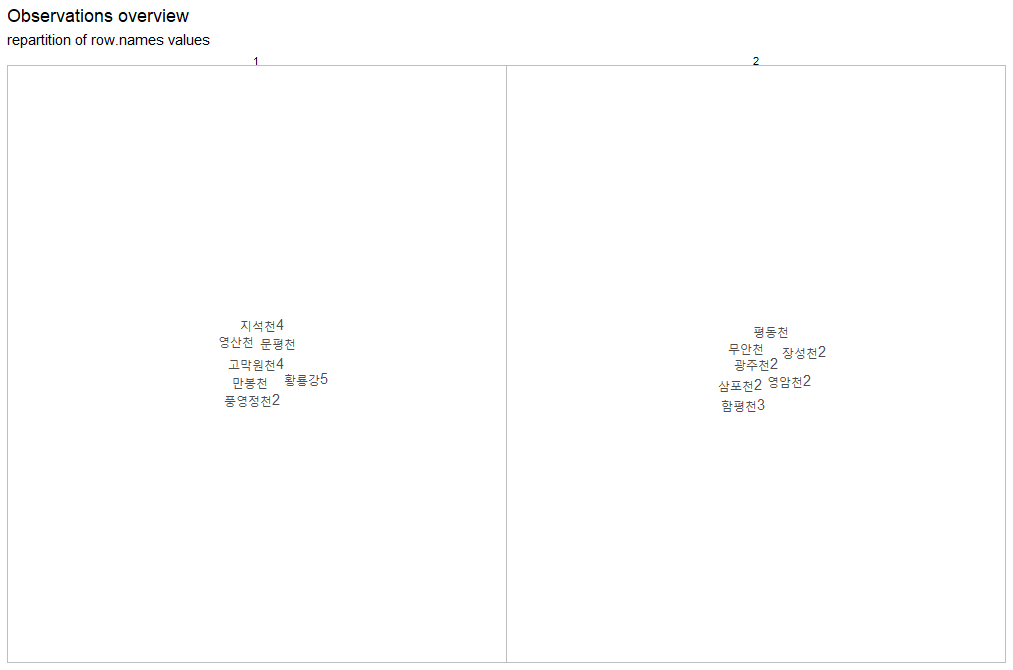 Observations overview
repartition of row.names values
1
지석천4
영산천 문평천
고막원천4
만봉천 황룡강5
풍영정천2
2
평동천
무안천 장성천2
광주천2
삼포천2 영암천2
함평천3